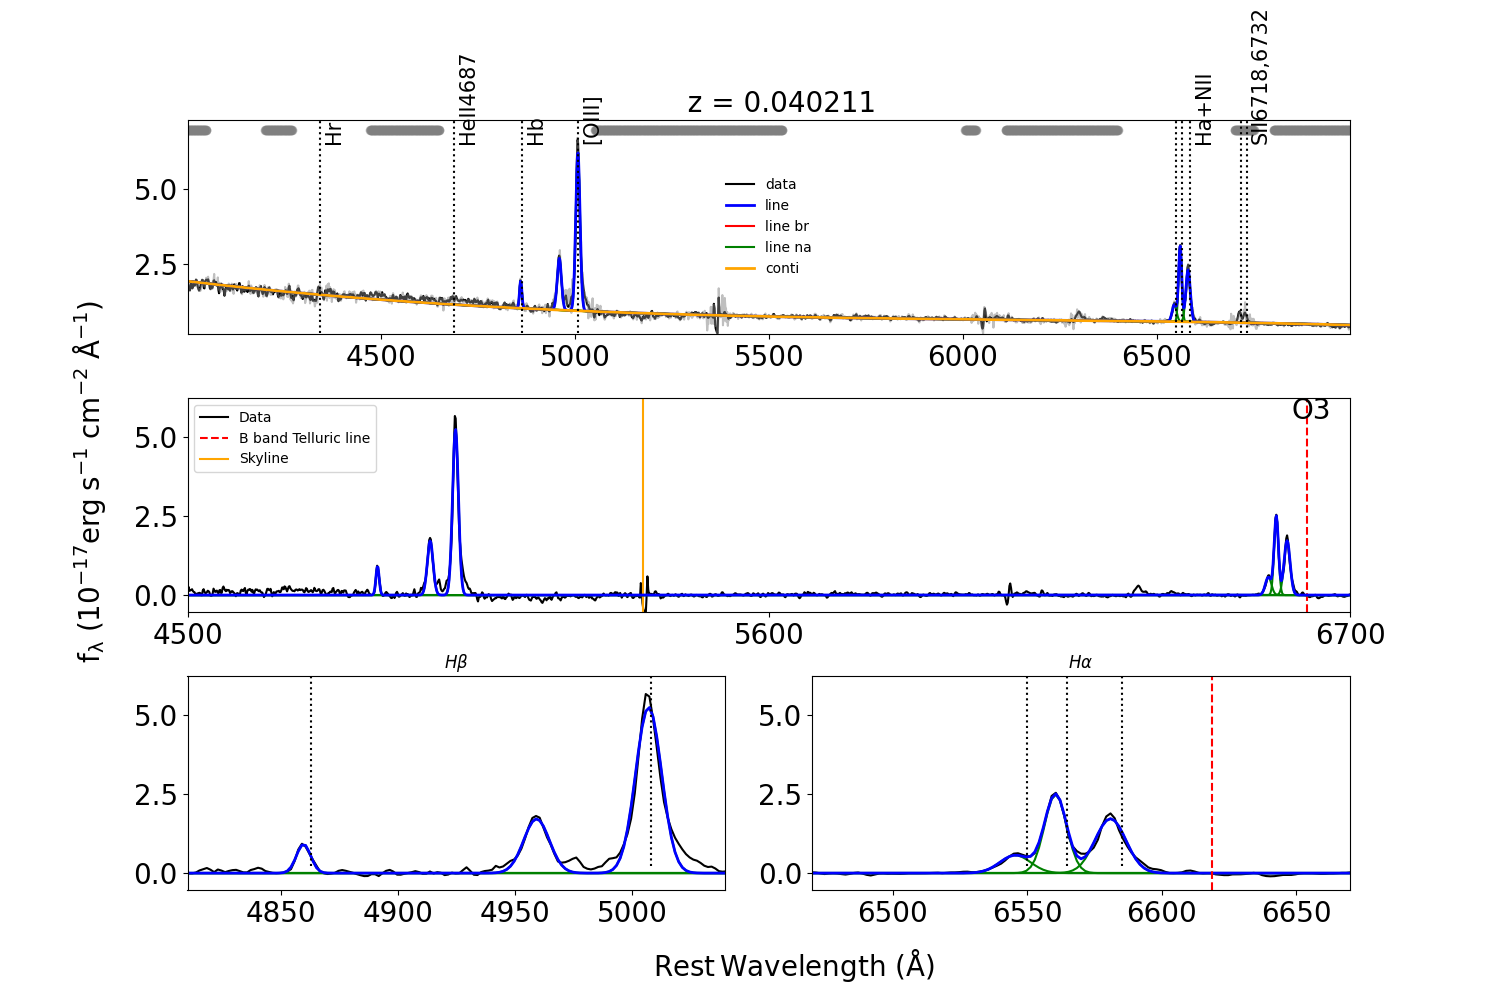 z = 0.040211
Hr
HeII4687
Hb
[OIII]
Ha+NII
SII6718,6732
5.0
2.5
data
line
line br
line na
conti
4500 5000 5500 6000 6500
fλ (10⁻¹⁷erg s⁻¹ cm⁻² Å⁻¹)
5.0
2.5
0.0
Data
B band Telluric line
Skyline
O3
4500 5600 6700
Hβ
5.0
2.5
0.0
4850 4900 4950 5000
Hα
5.0
2.5
0.0
6500 6550 6600 6650
Rest Wavelength (Å)